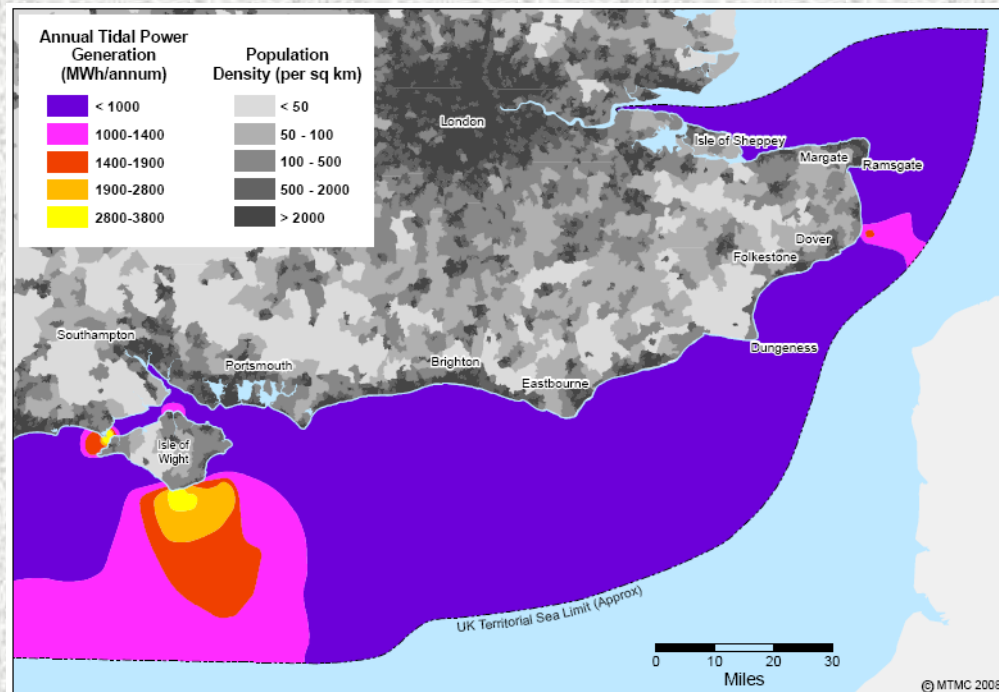 Annual Tidal Power
Generation
(MWh/annum)
< 1000
1000-1400
1400-1900
1900-2800
2800-3800
Population
Density (per sq km)
< 50
50 - 100
100 - 500
500 - 2000
> 2000
London
Isle of Sheppey
Margate
Ramsgate
Dover
Folkestone
Dungeness
Southampton
Portsmouth
Brighton
Eastbourne
Isle of
Wight
UK Territorial Sea Limit (Approx)
0 10 20 30
Miles
© MTMC 2008